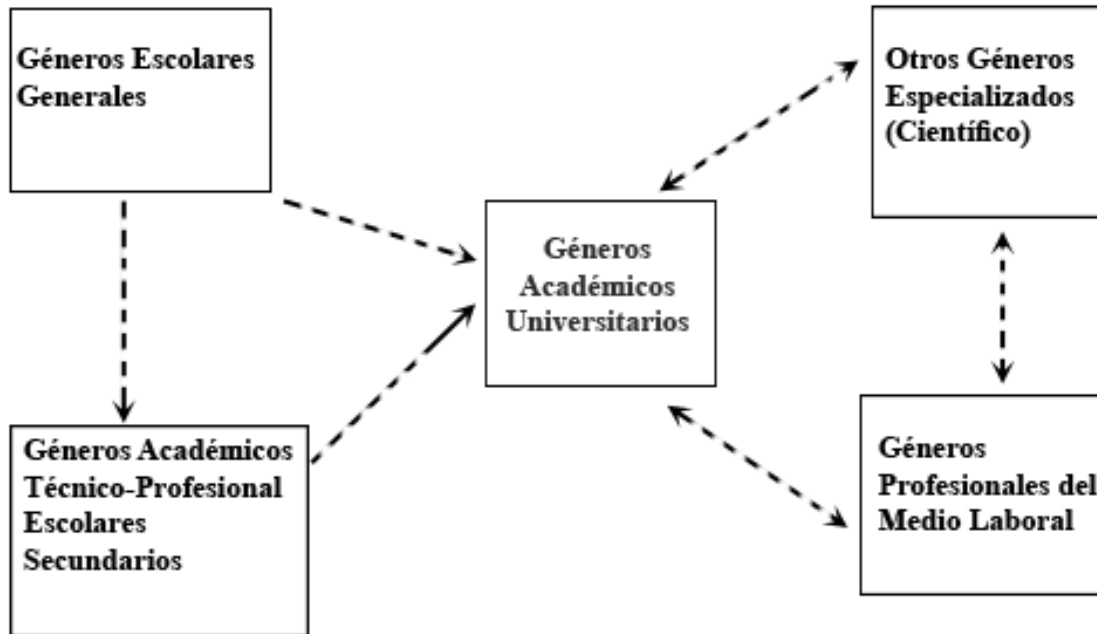 Géneros Escolares
Generales
Otros Géneros
Especializados
(Científico)
Géneros
Académicos
Universitarios
Géneros Académicos
Técnico-Profesional
Escolares
Secundarios
Géneros
Profesionales del
Medio Laboral